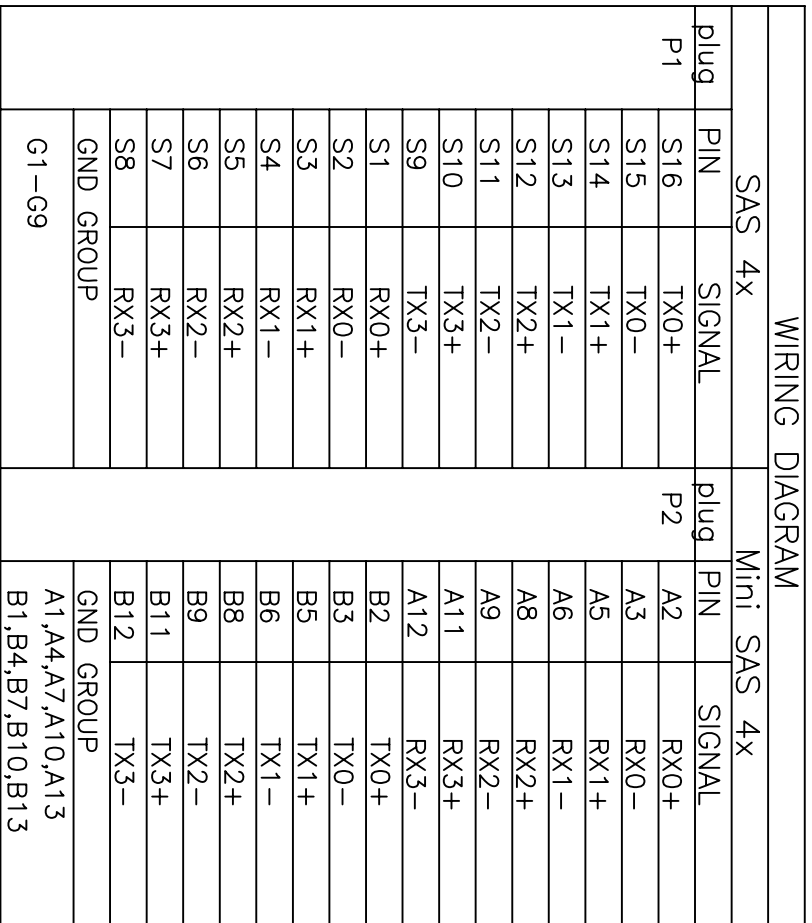 WIRING DIAGRAM
SAS 4x Mini SAS 4x
plug PIN SIGNAL plug PIN SIGNAL
P1 S16 TX0+ P2 A2 RX0+
S15 TX0- A3 RX0-
S14 TX1+ A5 RX1+
S13 TX1- A6 RX1-
S12 TX2+ A8 RX2+
S11 TX2- A9 RX2-
S10 TX3+ A11 RX3+
S9 TX3- A12 RX3-
S1 RX0+ B2 TX0+
S2 RX0- B3 TX0-
S3 RX1+ B5 TX1+
S4 RX1- B6 TX1-
S5 RX2+ B8 TX2+
S6 RX2- B9 TX2-
S7 RX3+ B11 TX3+
S8 RX3- B12 TX3-
GND GROUP GND GROUP
G1-G9 A1,A4,A7,A10,A13
B1,B4,B7,B10,B13